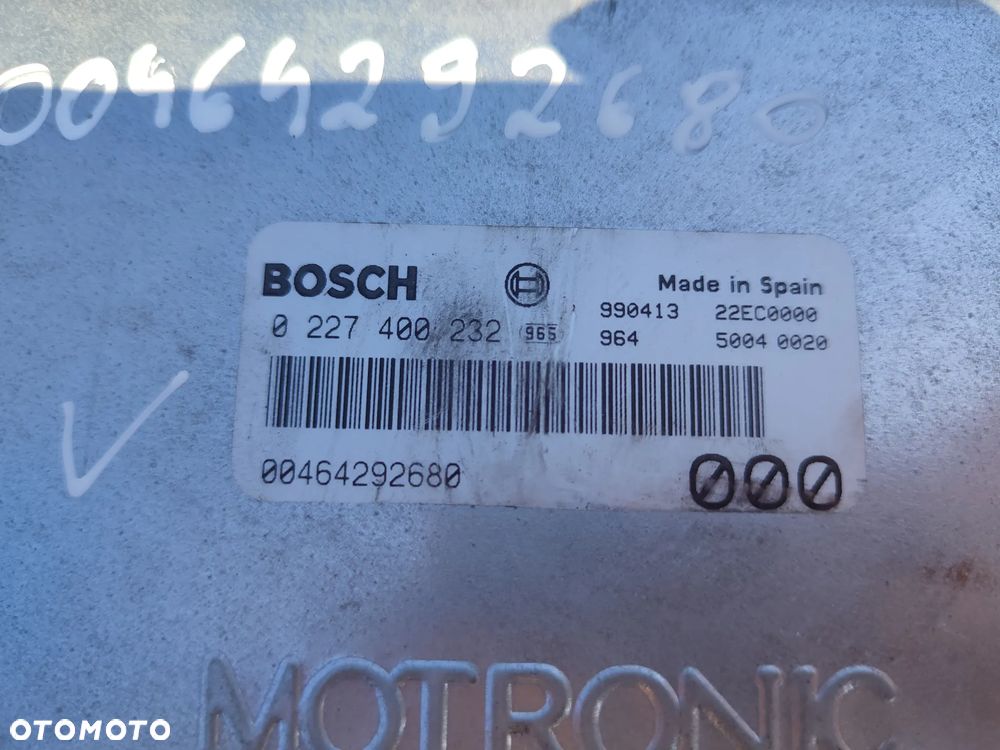 00464292680
BOSCH
Made in Spain
0 227 400 232 965
990413 22EC0000
964 5004 0020
00464292680
000
MOTRONIC
OTOMOTO